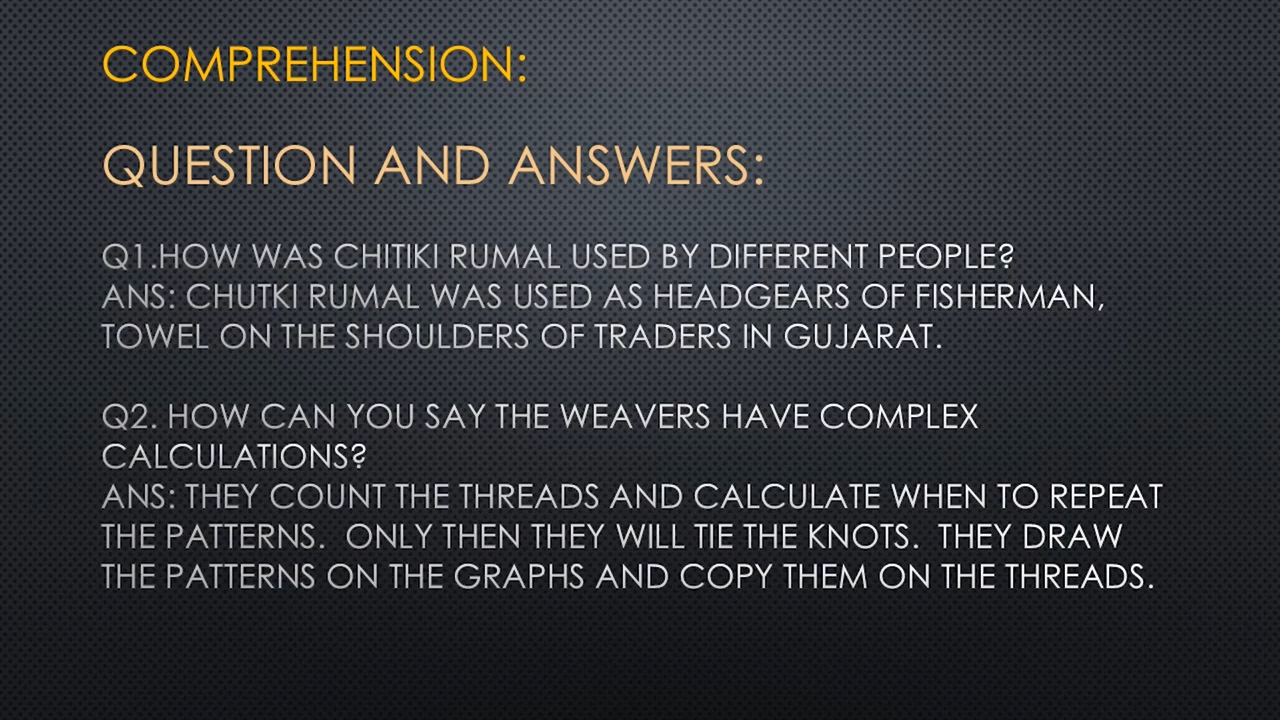 COMPREHENSION:
QUESTION AND ANSWERS:
Q1.HOW WAS CHITIKI RUMAL USED BY DIFFERENT PEOPLE?
ANS: CHUTKI RUMAL WAS USED AS HEADGEARS OF FISHERMAN,
TOWEL ON THE SHOULDERS OF TRADERS IN GUJARAT.
Q2. HOW CAN YOU SAY THE WEAVERS HAVE COMPLEX
CALCULATIONS?
ANS: THEY COUNT THE THREADS AND CALCULATE WHEN TO REPEAT
THE PATTERNS.  ONLY THEN THEY WILL TIE THE KNOTS.  THEY DRAW
THE PATTERNS ON THE GRAPHS AND COPY THEM ON THE THREADS.